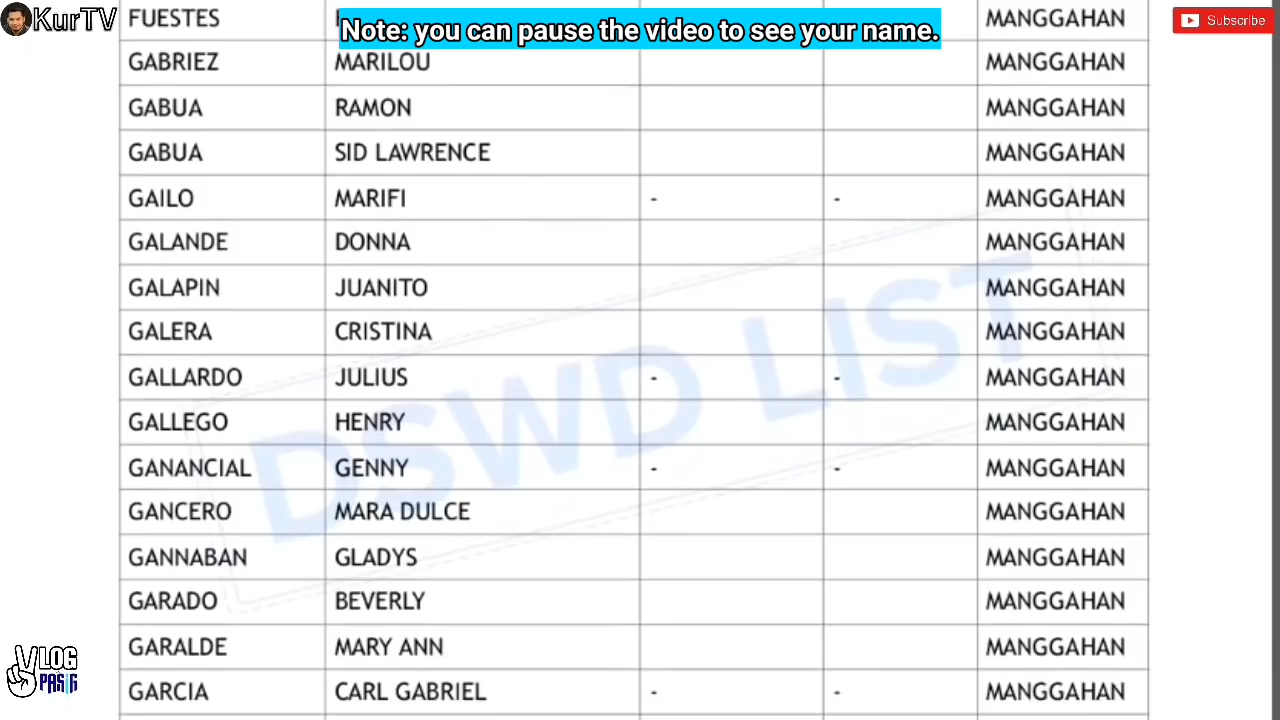 KurTV
Note: you can pause the video to see your name.
Subscribe
FUESTES MANGGAHAN
GABRIEZ MARILOU MANGGAHAN
GABUA RAMON MANGGAHAN
GABUA SID LAWRENCE MANGGAHAN
GAILO MARIFI - - MANGGAHAN
GALANDE DONNA MANGGAHAN
GALAPIN JUANITO MANGGAHAN
GALERA CRISTINA MANGGAHAN
GALLARDO JULIUS - - MANGGAHAN
GALLEGO HENRY MANGGAHAN
GANANCIAL GENNY - - MANGGAHAN
GANCERO MARA DULCE MANGGAHAN
GANNABAN GLADYS MANGGAHAN
GARADO BEVERLY MANGGAHAN
GARALDE MARY ANN MANGGAHAN
GARCIA CARL GABRIEL - - MANGGAHAN
DSWD LIST
VLOG
PASIG